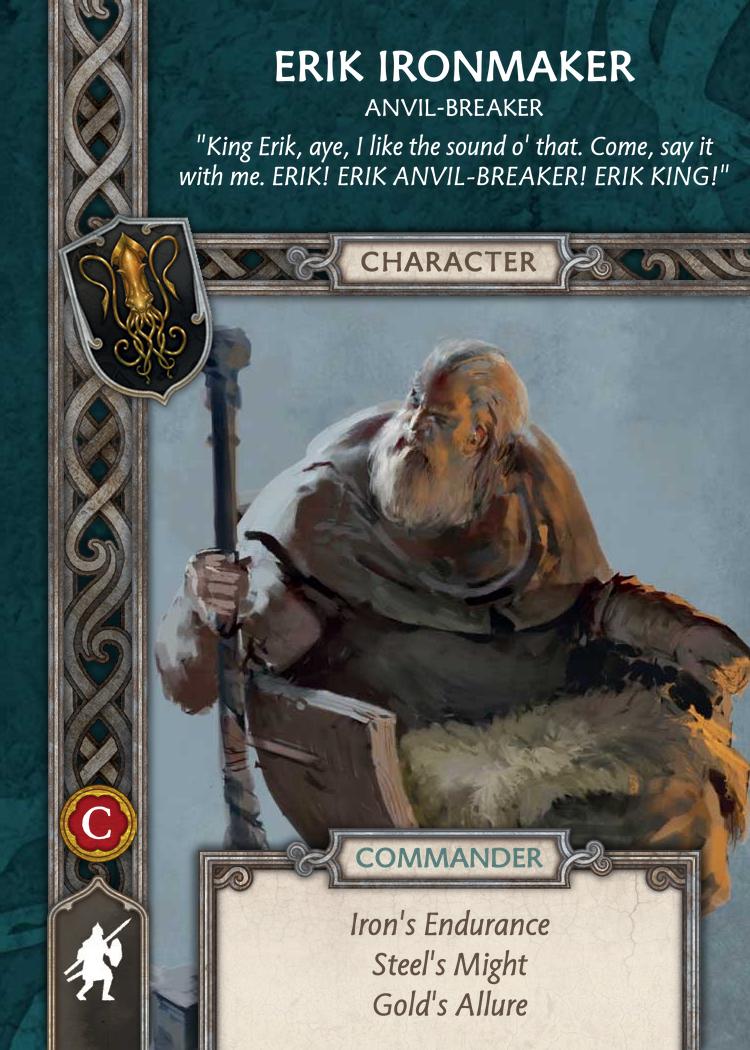 ERIK IRONMAKER
ANVIL-BREAKER
"King Erik, aye, I like the sound o' that. Come, say it
with me. ERIK! ERIK ANVIL-BREAKER! ERIK KING!"
CHARACTER
C
COMMANDER
Iron's Endurance
Steel's Might
Gold's Allure